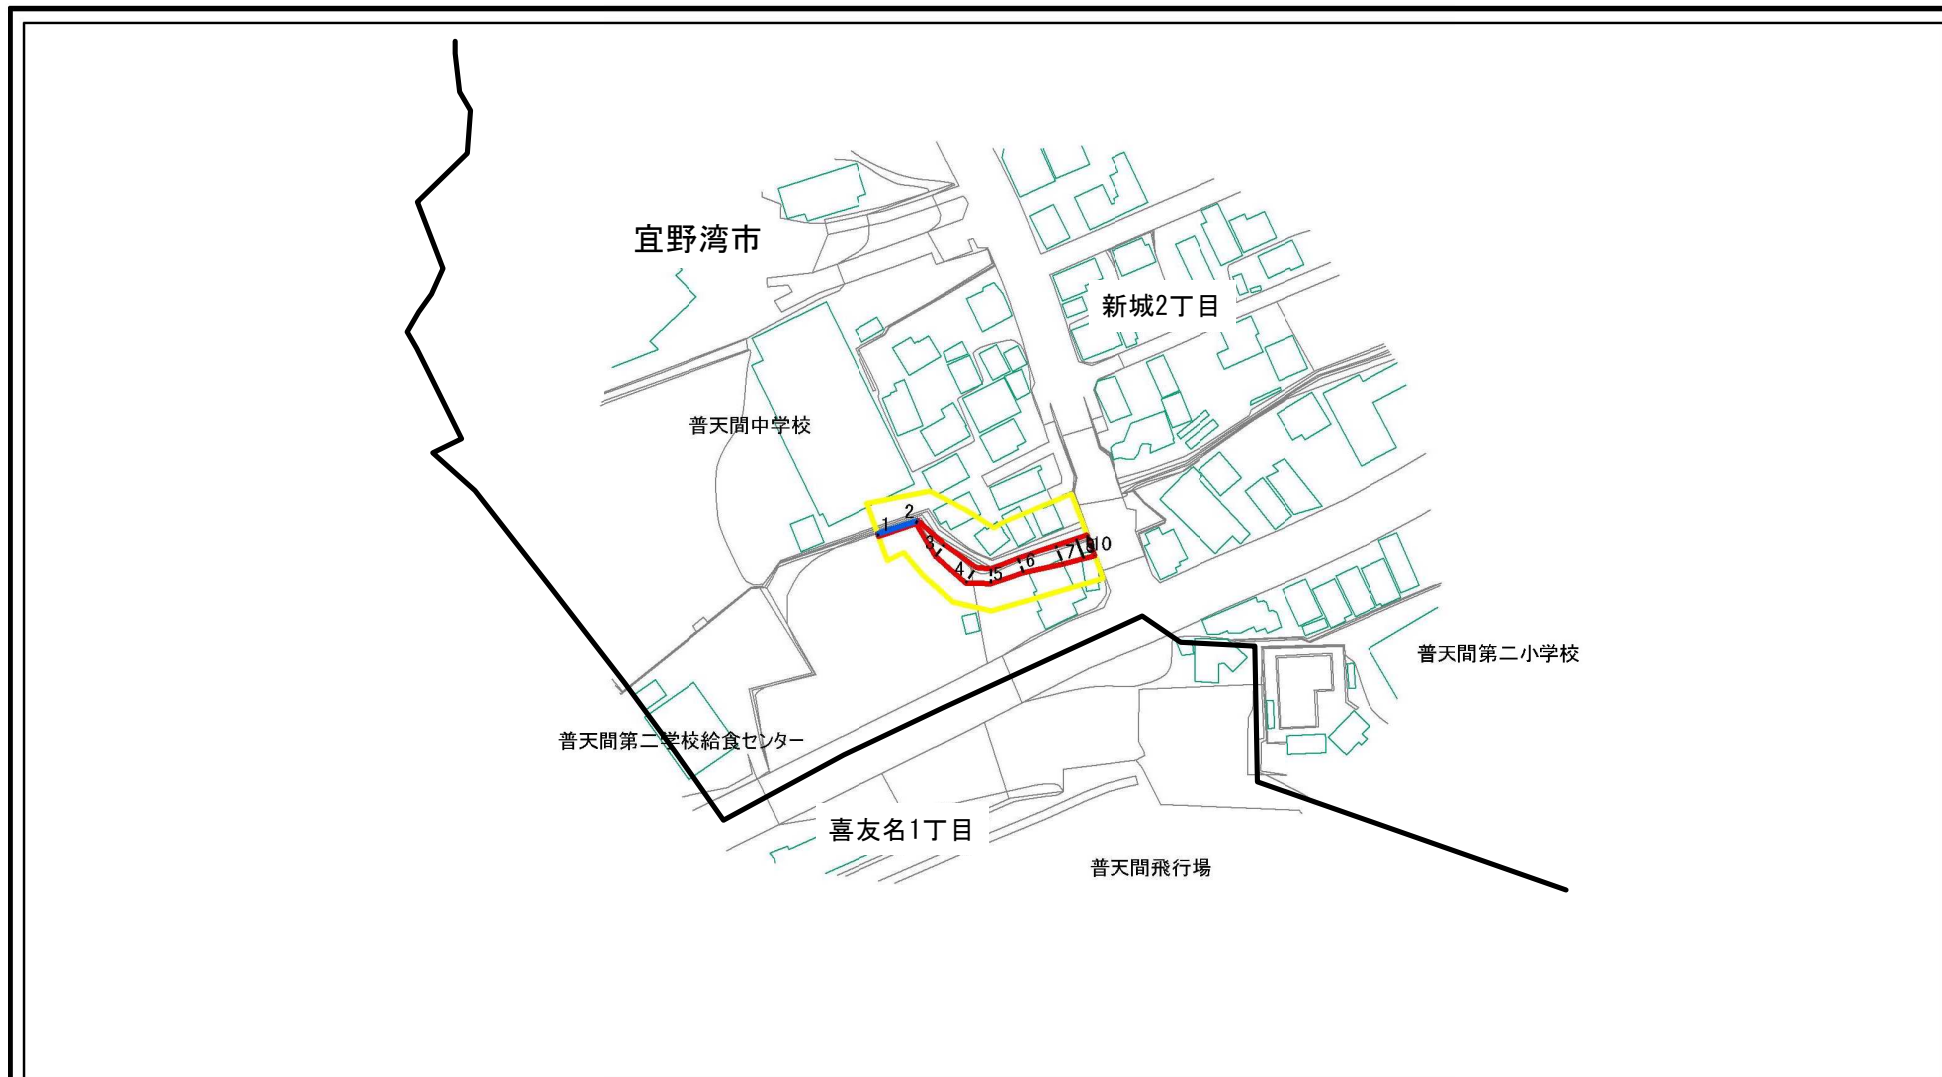 宜野湾市
新城2丁目
普天間中学校
1
2
3
4
5
6
7
10
普天間第二小学校
普天間第二学校給食センター
喜友名1丁目
普天間飛行場